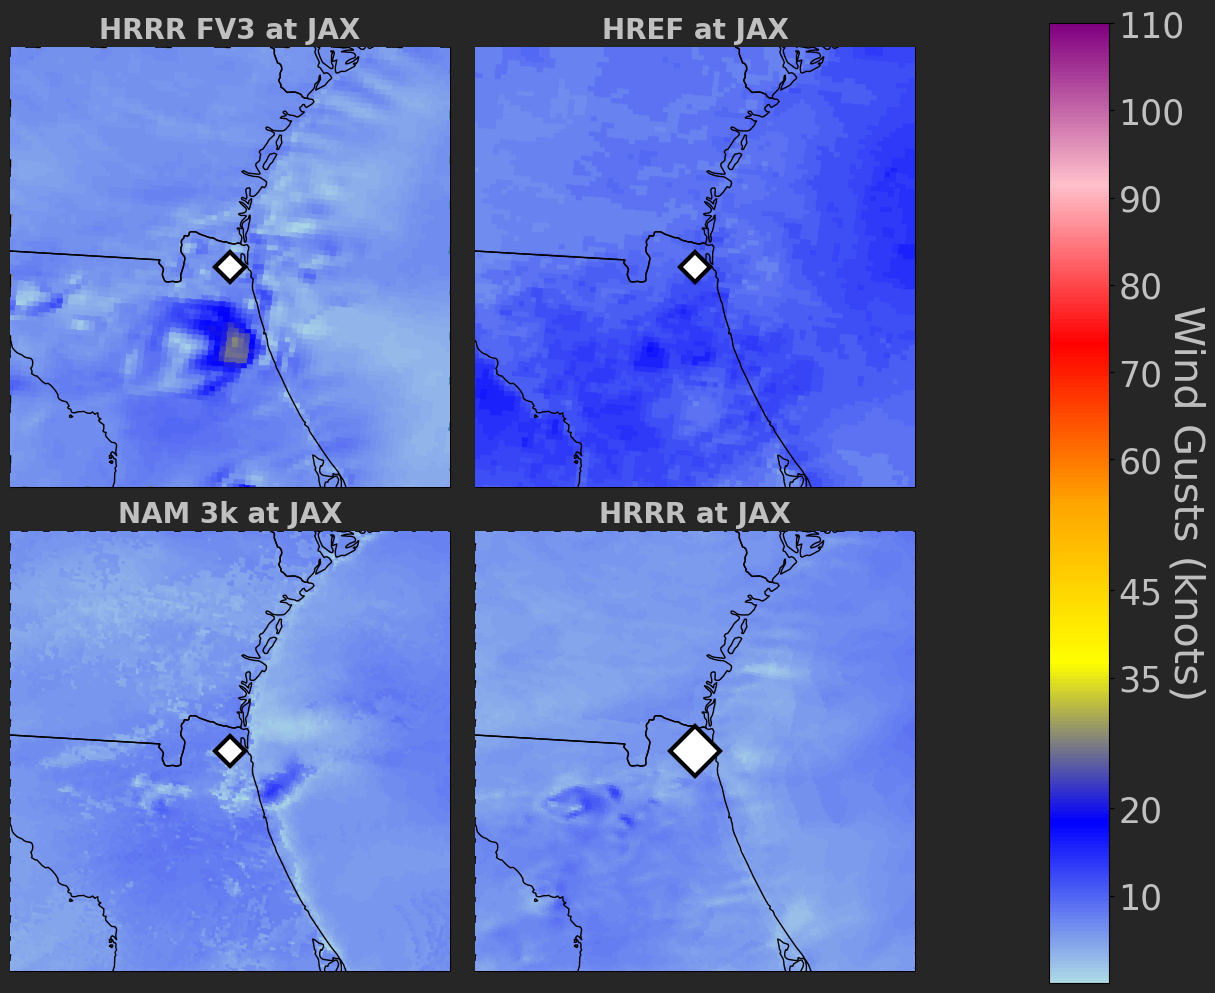 HRRR FV3 at JAX
HREF at JAX
NAM 3k at JAX
HRRR at JAX
110
100
90
80
70
60
45
35
20
10
Wind Gusts (knots)